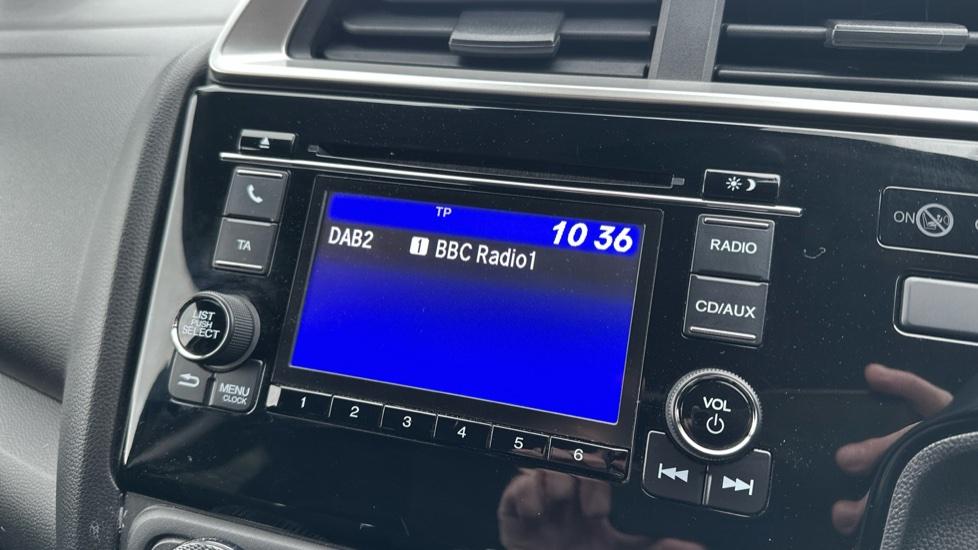 TP
10 36
DAB2
1 BBC Radio1
TA
LIST
PUSH
SELECT
MENU
CLOCK
1
2
3
4
5
6
RADIO
CD/AUX
VOL
ON